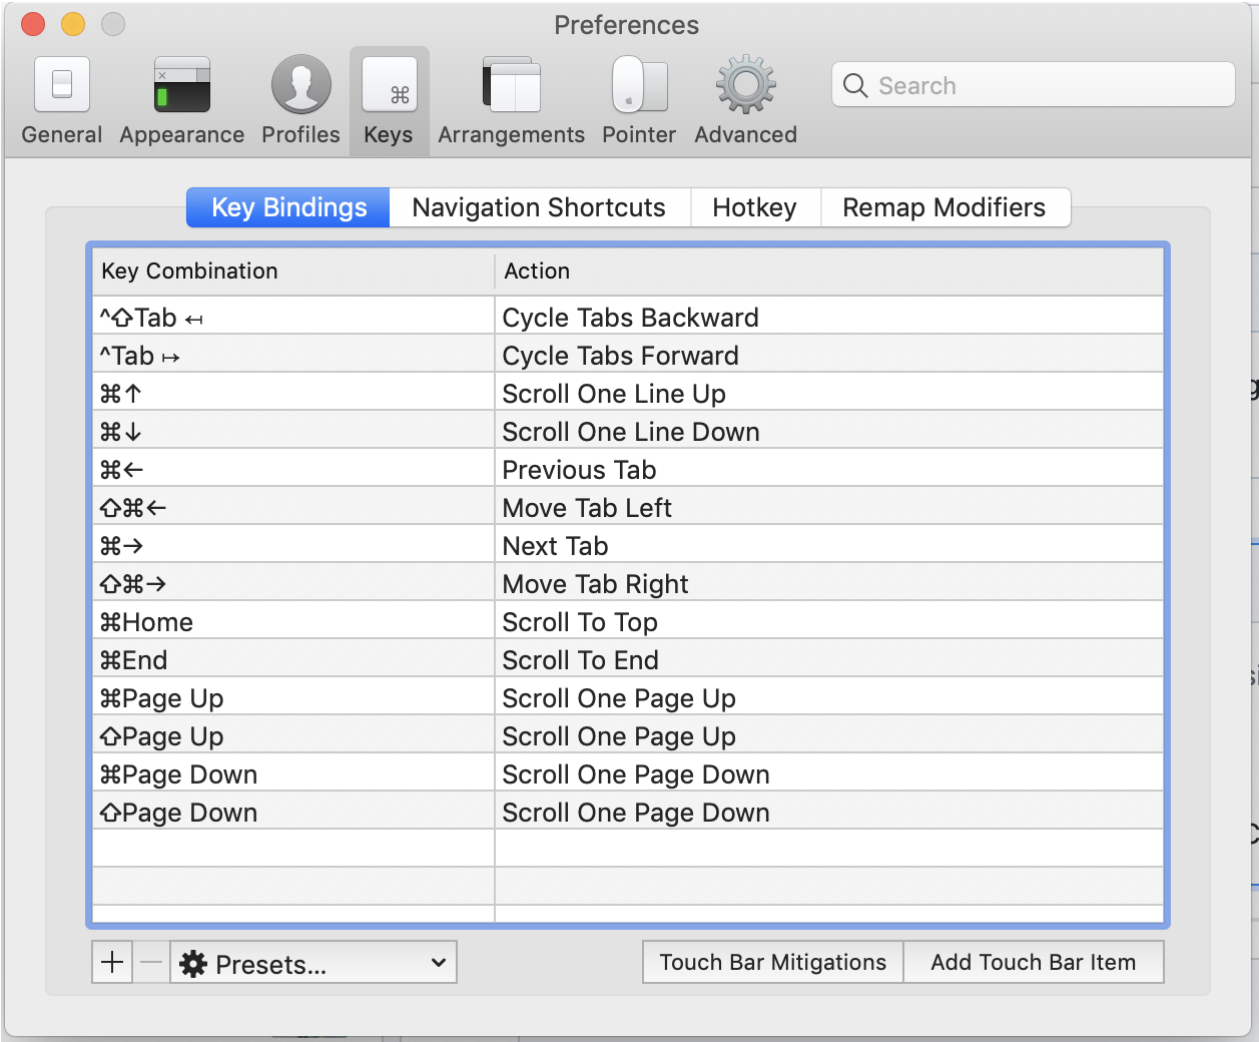 Preferences
General Appearance Profiles Keys Arrangements Pointer Advanced Search
Key Bindings Navigation Shortcuts Hotkey Remap Modifiers
Key Combination Action
^⇧Tab ↤ Cycle Tabs Backward
^Tab ↦ Cycle Tabs Forward
⌘↑ Scroll One Line Up
⌘↓ Scroll One Line Down
⌘← Previous Tab
⇧⌘← Move Tab Left
⌘→ Next Tab
⇧⌘→ Move Tab Right
⌘Home Scroll To Top
⌘End Scroll To End
⌘Page Up Scroll One Page Up
⇧Page Up Scroll One Page Up
⌘Page Down Scroll One Page Down
⇧Page Down Scroll One Page Down
Presets... Touch Bar Mitigations Add Touch Bar Item